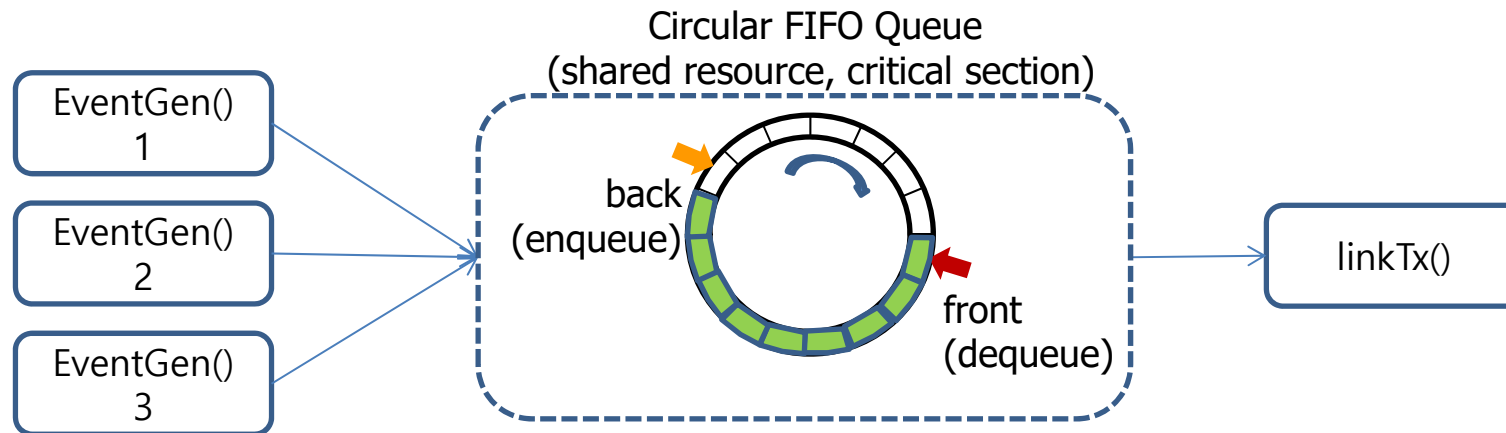 Circular FIFO Queue
(shared resource, critical section)
EventGen()
1
EventGen()
2
EventGen()
3
back
(enqueue)
front
(dequeue)
linkTx()